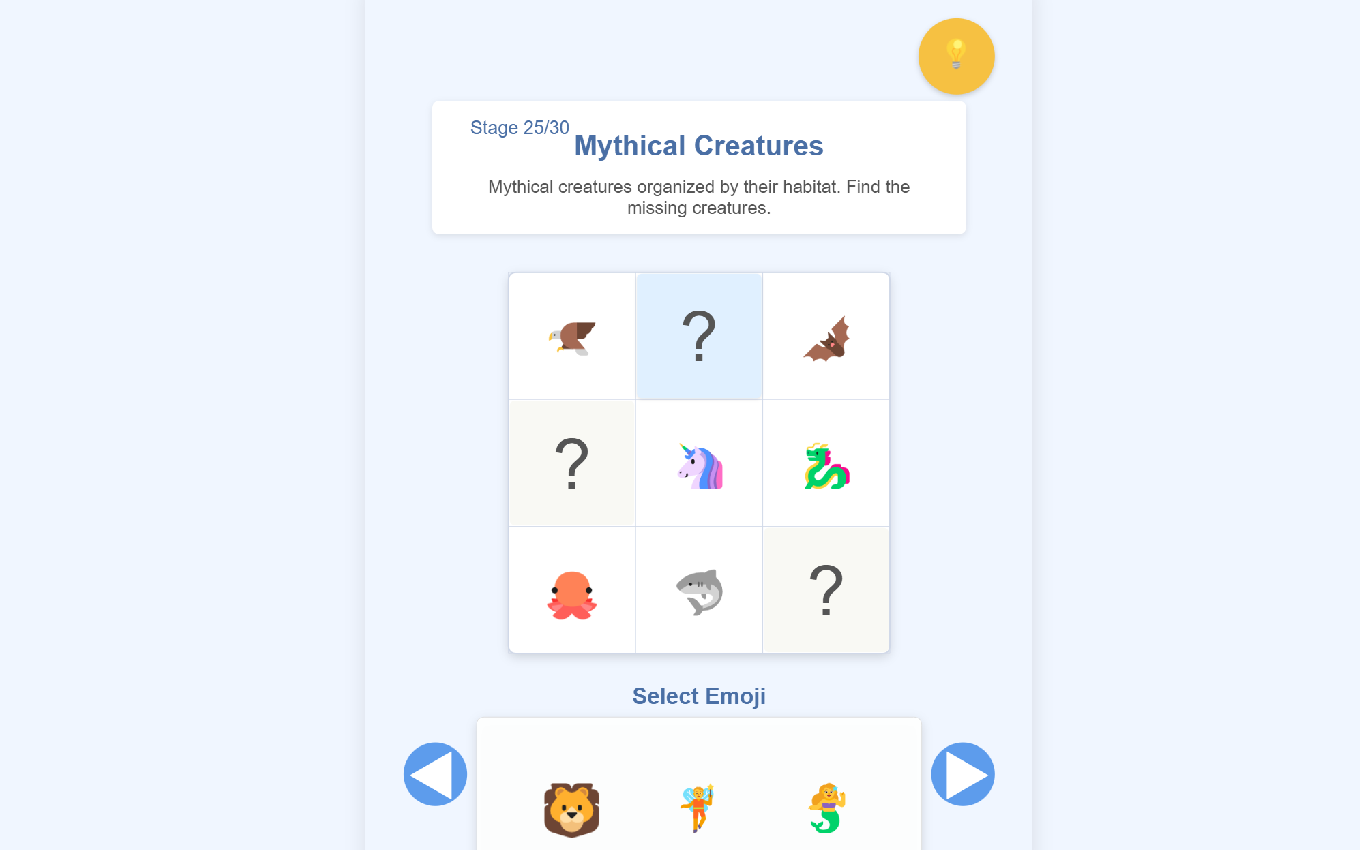 Stage 25/30
Mythical Creatures
Mythical creatures organized by their habitat. Find the
missing creatures.
?
?
?
Select Emoji